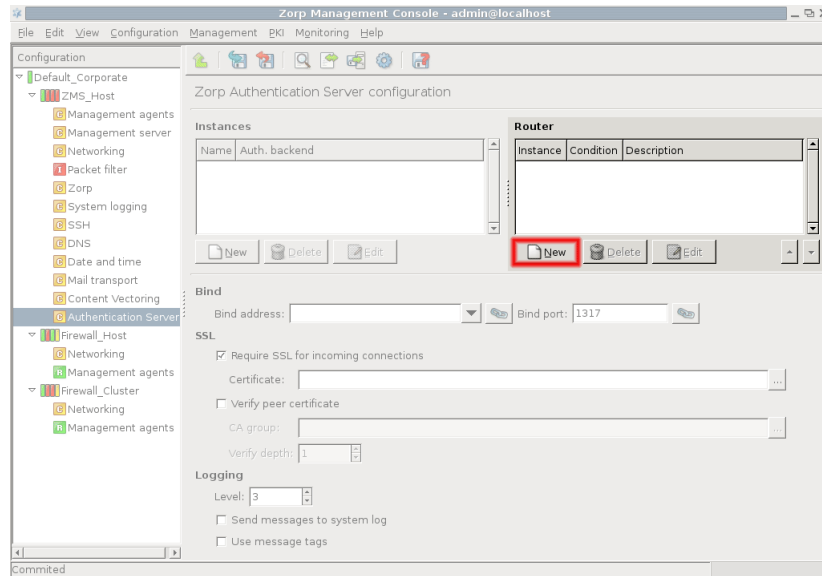 Zorp Management Console - admin@localhost
File Edit View Configuration Management PKI Monitoring Help
Configuration
Default_Corporate
ZMS_Host
Management agents
Management server
Networking
Packet filter
Zorp
System logging
SSH
DNS
Date and time
Mail transport
Content Vectoring
Authentication Server
Firewall_Host
Networking
Management agents
Firewall_Cluster
Networking
Management agents
Zorp Authentication Server configuration
Instances
Name Auth. backend
New Delete Edit
Router
Instance Condition Description
New Delete Edit
Bind
Bind address: Bind port: 1317
SSL
Require SSL for incoming connections
Certificate: ...
Verify peer certificate
CA group: ...
Verify depth: 1
Logging
Level: 3
Send messages to system log
Use message tags
Commited